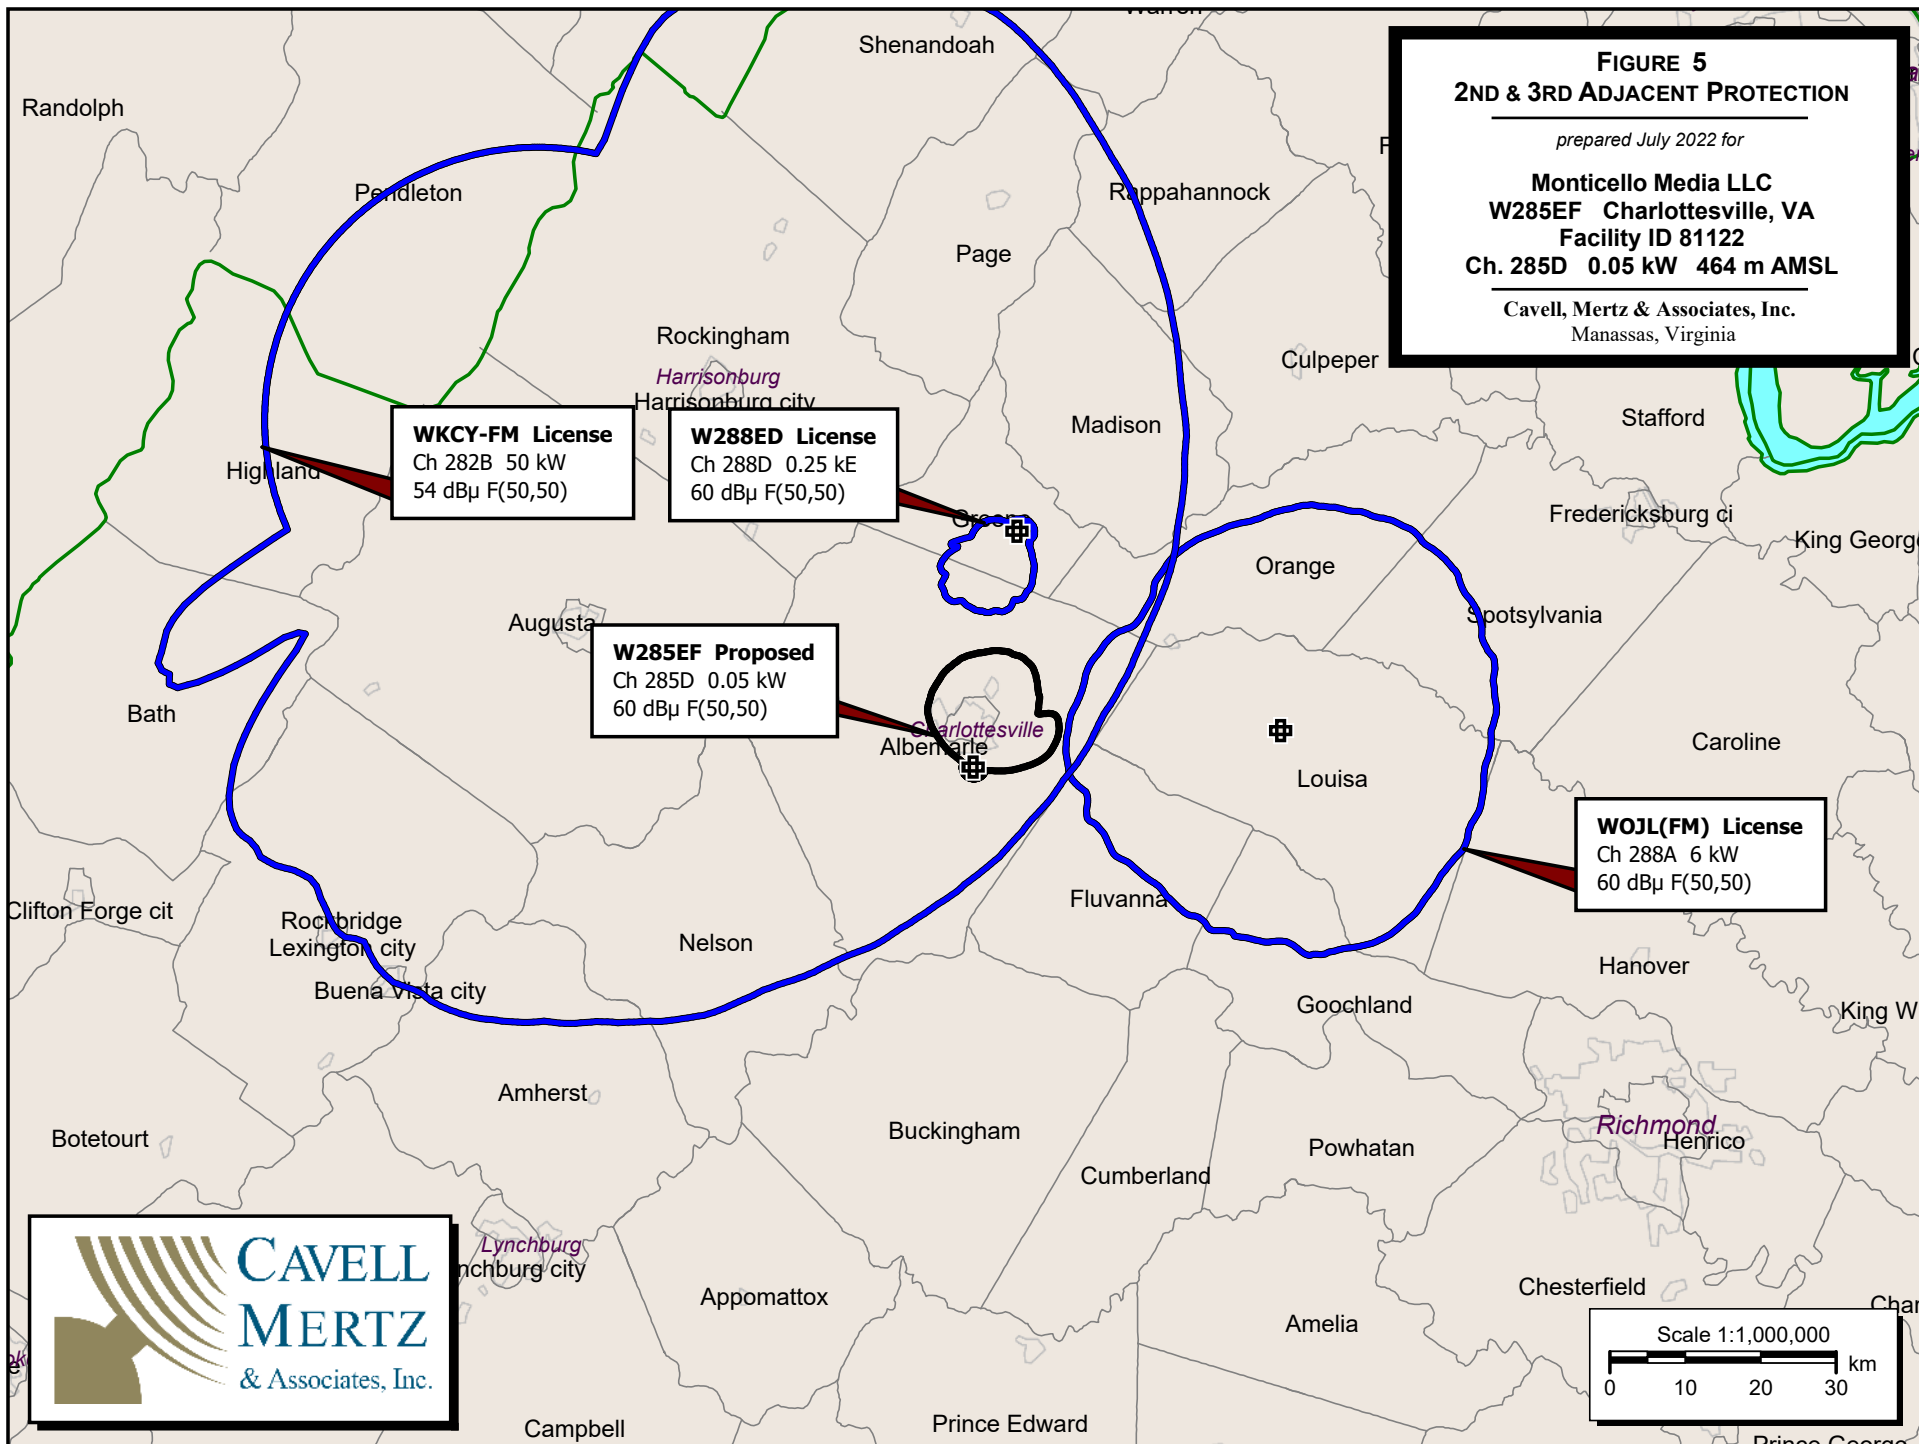 Warren
Shenandoah
Randolph
FIGURE 5
2ND & 3RD ADJACENT PROTECTION
prepared July 2022 for
Monticello Media LLC
W285EF Charlottesville, VA
Facility ID 81122
Ch. 285D 0.05 kW 464 m AMSL
Cavell, Mertz & Associates, Inc.
Manassas, Virginia
Pendleton
Rappahannock
Page
Rockingham
Harrisonburg
Harrisonburg city
Culpeper
Madison
Stafford
WKCY-FM License
Ch 282B 50 kW
54 dBµ F(50,50)
W288ED License
Ch 288D 0.25 kE
60 dBµ F(50,50)
Highland
Greene
Fredericksburg ci
King George
Orange
Spotsylvania
Augusta
W285EF Proposed
Ch 285D 0.05 kW
60 dBµ F(50,50)
Bath
Charlottesville
Albemarle
Caroline
Louisa
WOJL(FM) License
Ch 288A 6 kW
60 dBµ F(50,50)
Clifton Forge cit
Rockbridge
Lexington city
Buena Vista city
Nelson
Fluvanna
Hanover
Goochland
King W
Amherst
Botetourt
Buckingham
Cumberland
Powhatan
Richmond
Henrico
Lynchburg
nchburg city
Appomattox
Amelia
Chesterfield
Char
CAVELL
MERTZ
& Associates, Inc.
Scale 1:1,000,000
km
0 10 20 30
Campbell
Prince Edward
Prince George